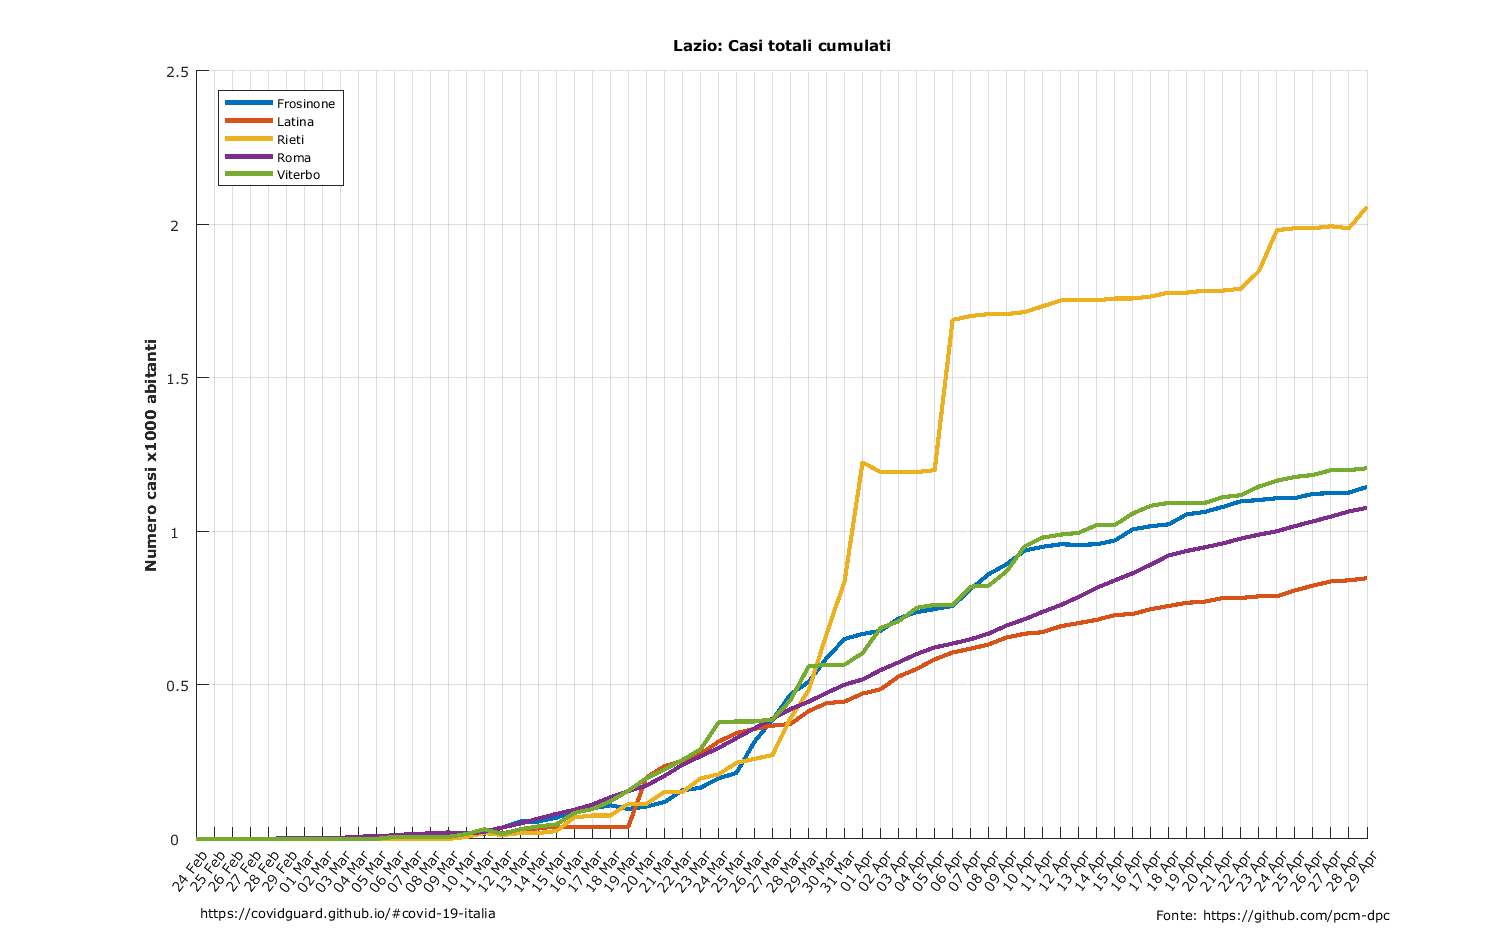 Lazio: Casi totali cumulati
Numero casi x1000 abitanti
2.5
2
1.5
1
0.5
0
Frosinone
Latina
Rieti
Roma
Viterbo
24 Feb
25 Feb
26 Feb
27 Feb
28 Feb
29 Feb
01 Mar
02 Mar
03 Mar
04 Mar
05 Mar
06 Mar
07 Mar
08 Mar
09 Mar
10 Mar
11 Mar
12 Mar
13 Mar
14 Mar
15 Mar
16 Mar
17 Mar
18 Mar
19 Mar
20 Mar
21 Mar
22 Mar
23 Mar
24 Mar
25 Mar
26 Mar
27 Mar
28 Mar
29 Mar
30 Mar
31 Mar
01 Apr
02 Apr
03 Apr
04 Apr
05 Apr
06 Apr
07 Apr
08 Apr
09 Apr
10 Apr
11 Apr
12 Apr
13 Apr
14 Apr
15 Apr
16 Apr
17 Apr
18 Apr
19 Apr
20 Apr
21 Apr
22 Apr
23 Apr
24 Apr
25 Apr
26 Apr
27 Apr
28 Apr
29 Apr
https://covidguard.github.io/#covid-19-italia
Fonte: https://github.com/pcm-dpc